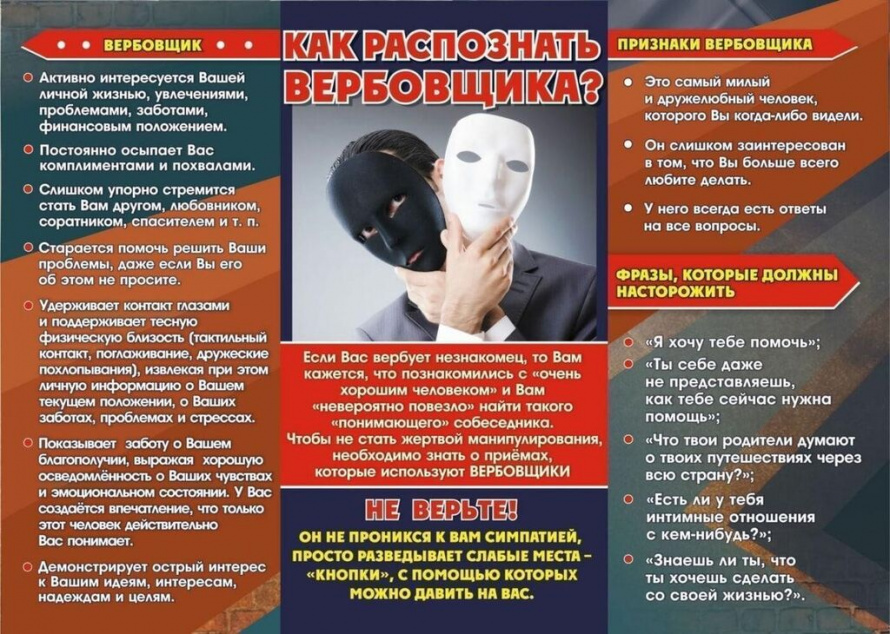 ВЕРБОВЩИК
Активно интересуется Вашей
личной жизнью, увлечениями,
проблемами, заботами,
финансовым положением.
Постоянно осыпает Вас
комплиментами и похвалами.
Слишком упорно стремится
стать Вам другом, любовником,
соратником, спасителем и т. п.
Старается помочь решить Ваши
проблемы, даже если Вы его
об этом не просите.
Удерживает контакт глазами
и поддерживает тесную
физическую близость (тактильный
контакт, поглаживание, дружеские
похлопывания), извлекая при этом
личную информацию о Вашем
текущем положении, о Ваших
заботах, проблемах и стрессах.
Показывает заботу о Вашем
благополучии, выражая хорошую
осведомлённость о Ваших чувствах
и эмоциональном состоянии. У Вас
создаётся впечатление, что только
этот человек действительно
Вас понимает.
Демонстрирует острый интерес
к Вашим идеям, интересам,
надеждам и целям.
КАК РАСПОЗНАТЬ
ВЕРБОВЩИКА?
Если Вас вербует незнакомец, то Вам
кажется, что познакомились с «очень
хорошим человеком» и Вам
«невероятно повезло» найти такого
«понимающего» собеседника.
Чтобы не стать жертвой манипулирования,
необходимо знать о приёмах,
которые используют ВЕРБОВЩИКИ
НЕ ВЕРЬТЕ!
ОН НЕ ПРОНИКСЯ К ВАМ СИМПАТИЕЙ,
ПРОСТО РАЗВЕДЫВАЕТ СЛАБЫЕ МЕСТА –
«КНОПКИ», С ПОМОЩЬЮ КОТОРЫХ
МОЖНО ДАВИТЬ НА ВАС.
ПРИЗНАКИ ВЕРБОВЩИКА
Это самый милый
и дружелюбный человек,
которого Вы когда-либо видели.
Он слишком заинтересован
в том, что Вы больше всего
любите делать.
У него всегда есть ответы
на все вопросы.
ФРАЗЫ, КОТОРЫЕ ДОЛЖНЫ
НАСТОРОЖИТЬ
«Я хочу тебе помочь»;
«Ты себе даже
не представляешь,
как тебе сейчас нужна
помощь»;
«Что твои родители думают
о твоих путешествиях через
всю страну?»;
«Есть ли у тебя
интимные отношения
с кем-нибудь?»;
«Знаешь ли ты, что
ты хочешь сделать
со своей жизнью?».